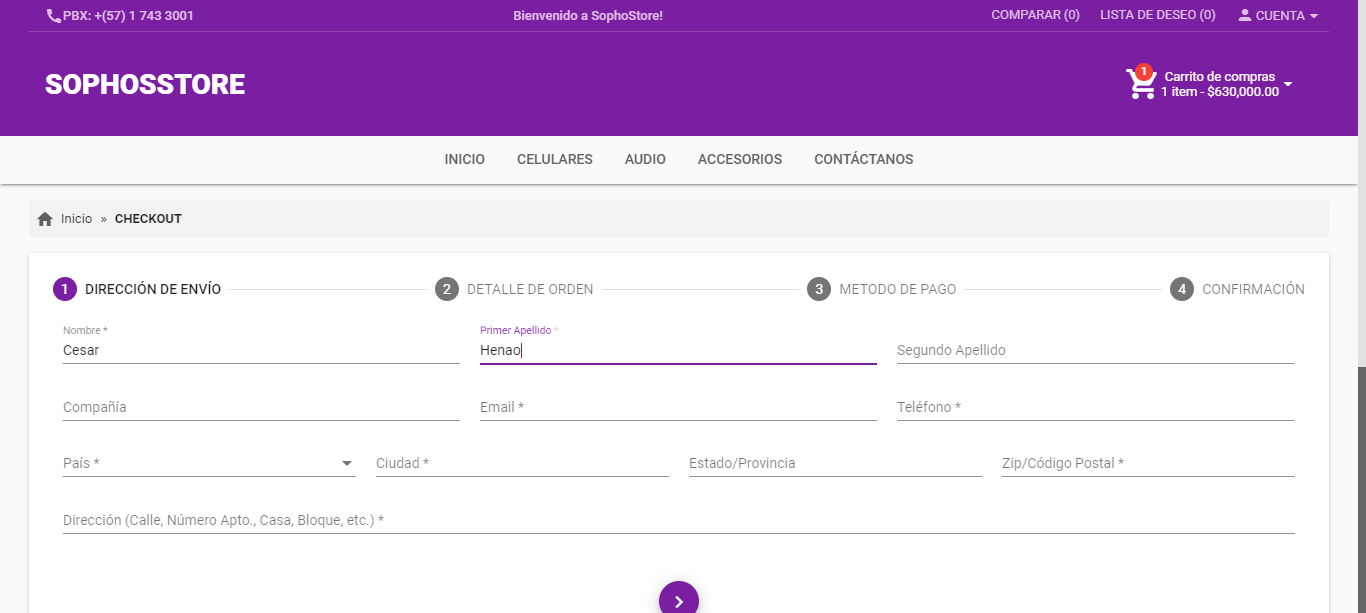 PBX: +(57) 1 743 3001 Bienvenido a SophoStore! COMPARAR (0) LISTA DE DESEO (0) CUENTA
SOPHOSSTORE
1
Carrito de compras
1 item - $630,000.00
INICIO CELULARES AUDIO ACCESORIOS CONTÁCTANOS
Inicio » CHECKOUT
1 DIRECCIÓN DE ENVÍO 2 DETALLE DE ORDEN 3 METODO DE PAGO 4 CONFIRMACIÓN
Nombre * Primer Apellido *
Cesar Henao Segundo Apellido
Compañía Email * Teléfono *
País * Ciudad * Estado/Provincia Zip/Código Postal *
Dirección (Calle, Número Apto., Casa, Bloque, etc.) *